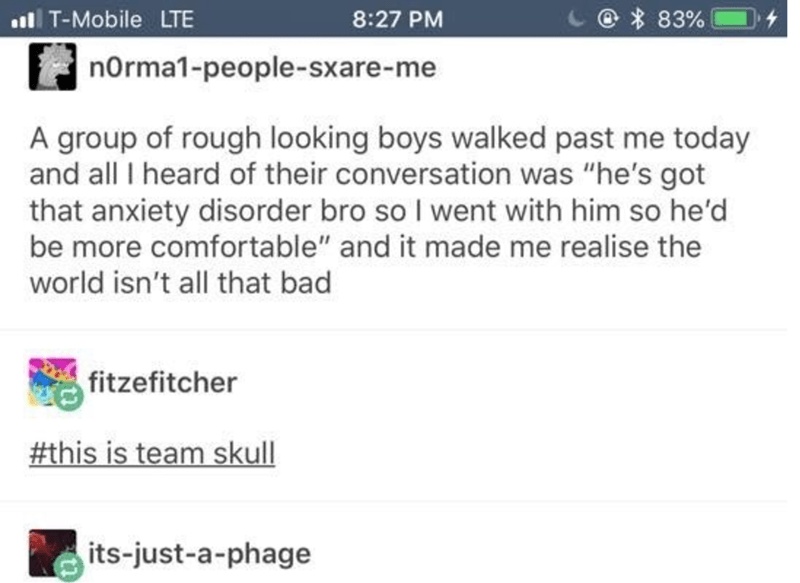 T-Mobile LTE 8:27 PM 83%
n0rma1-people-sxare-me
A group of rough looking boys walked past me today
and all I heard of their conversation was "he's got
that anxiety disorder bro so I went with him so he'd
be more comfortable" and it made me realise the
world isn't all that bad
fitzefitcher
#this is team skull
its-just-a-phage